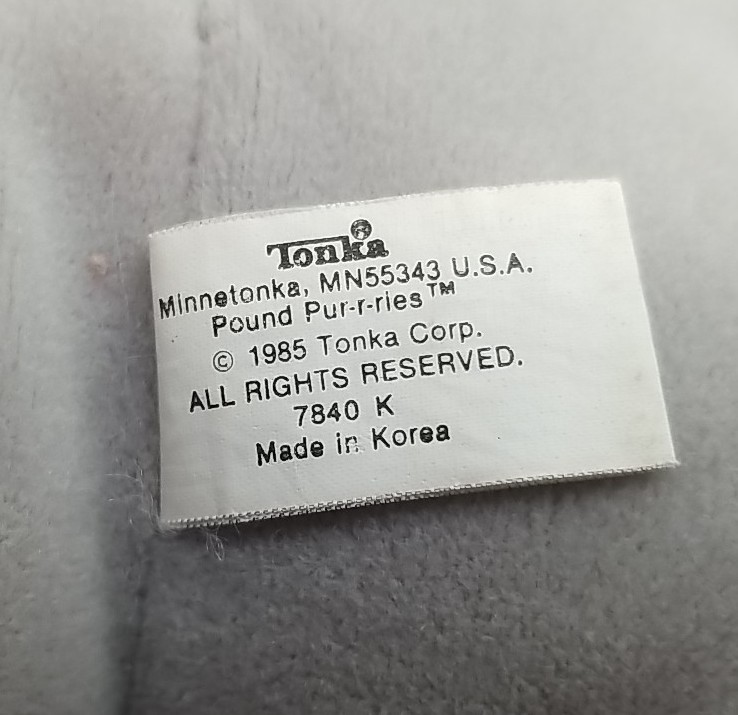 Tonka®
Minnetonka, MN55343 U.S.A.
Pound Pur-r-ries™
© 1985 Tonka Corp.
ALL RIGHTS RESERVED.
7840 K
Made in Korea